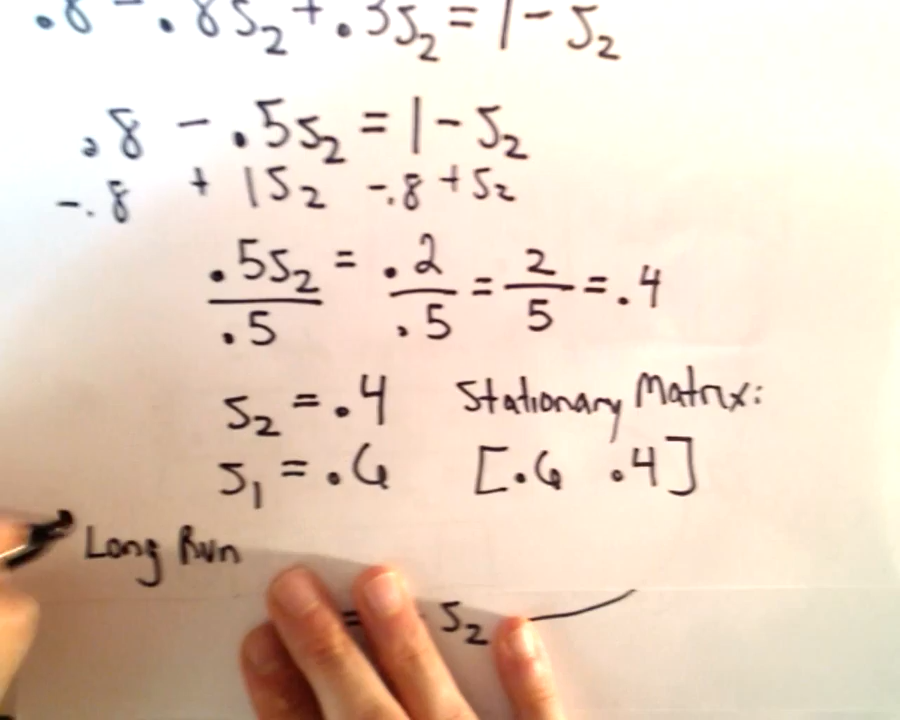 .8 - .8S₂ + .3S₂ = 1 - S₂
.8 - .5S₂ = 1 - S₂
-.8 + 1S₂ -.8 + S₂
.5S₂ / .5 = .2 / .5 = 2 / 5 = .4
S₂ = .4 Stationary Matrix:
S₁ = .6 [.6 .4]
Long Run
= S₂